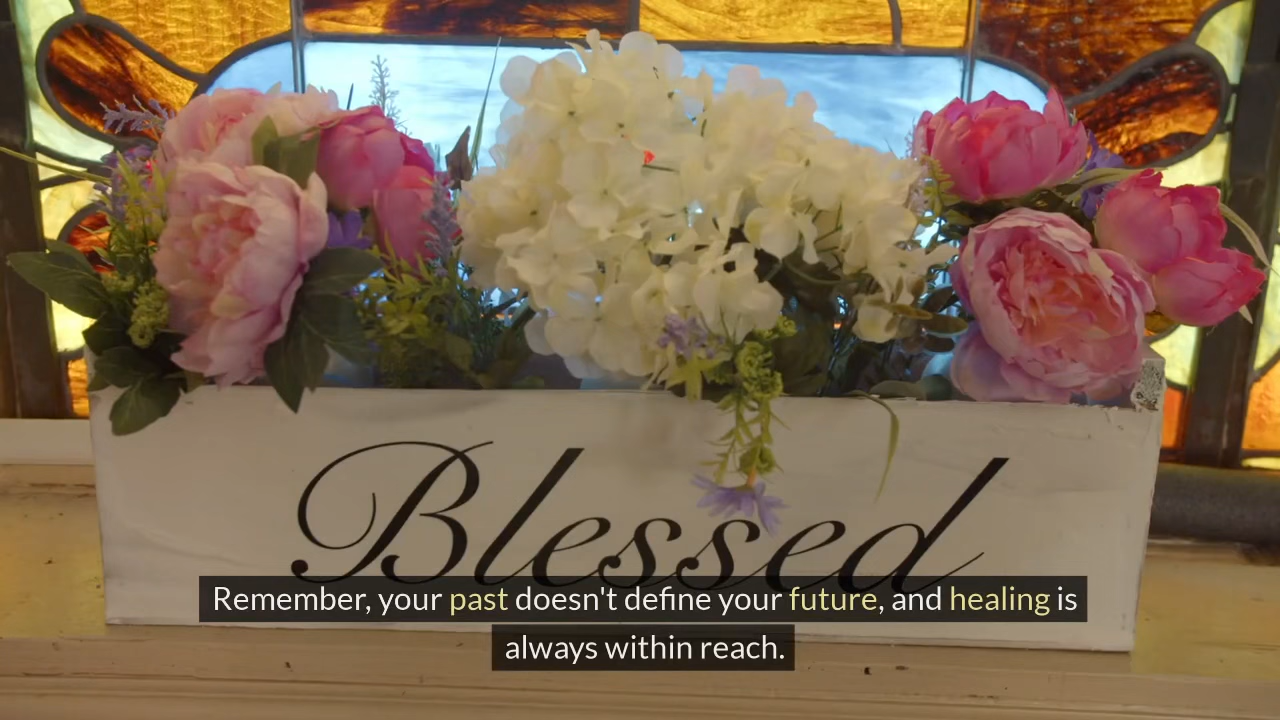 Blessed
Remember, your past doesn't define your future, and healing is
always within reach.